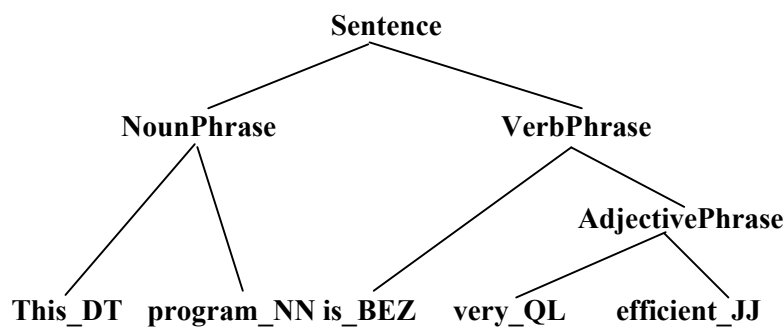 Sentence
NounPhrase VerbPhrase
AdjectivePhrase
This_DT program_NN is_BEZ very_QL efficient_JJ